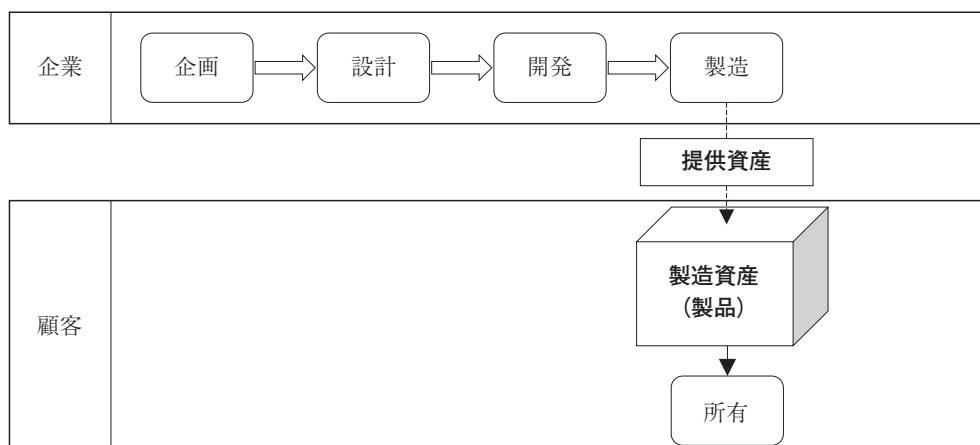 企業
企画
設計
開発
製造
提供資産
製造資産
（製品）
顧客
所有